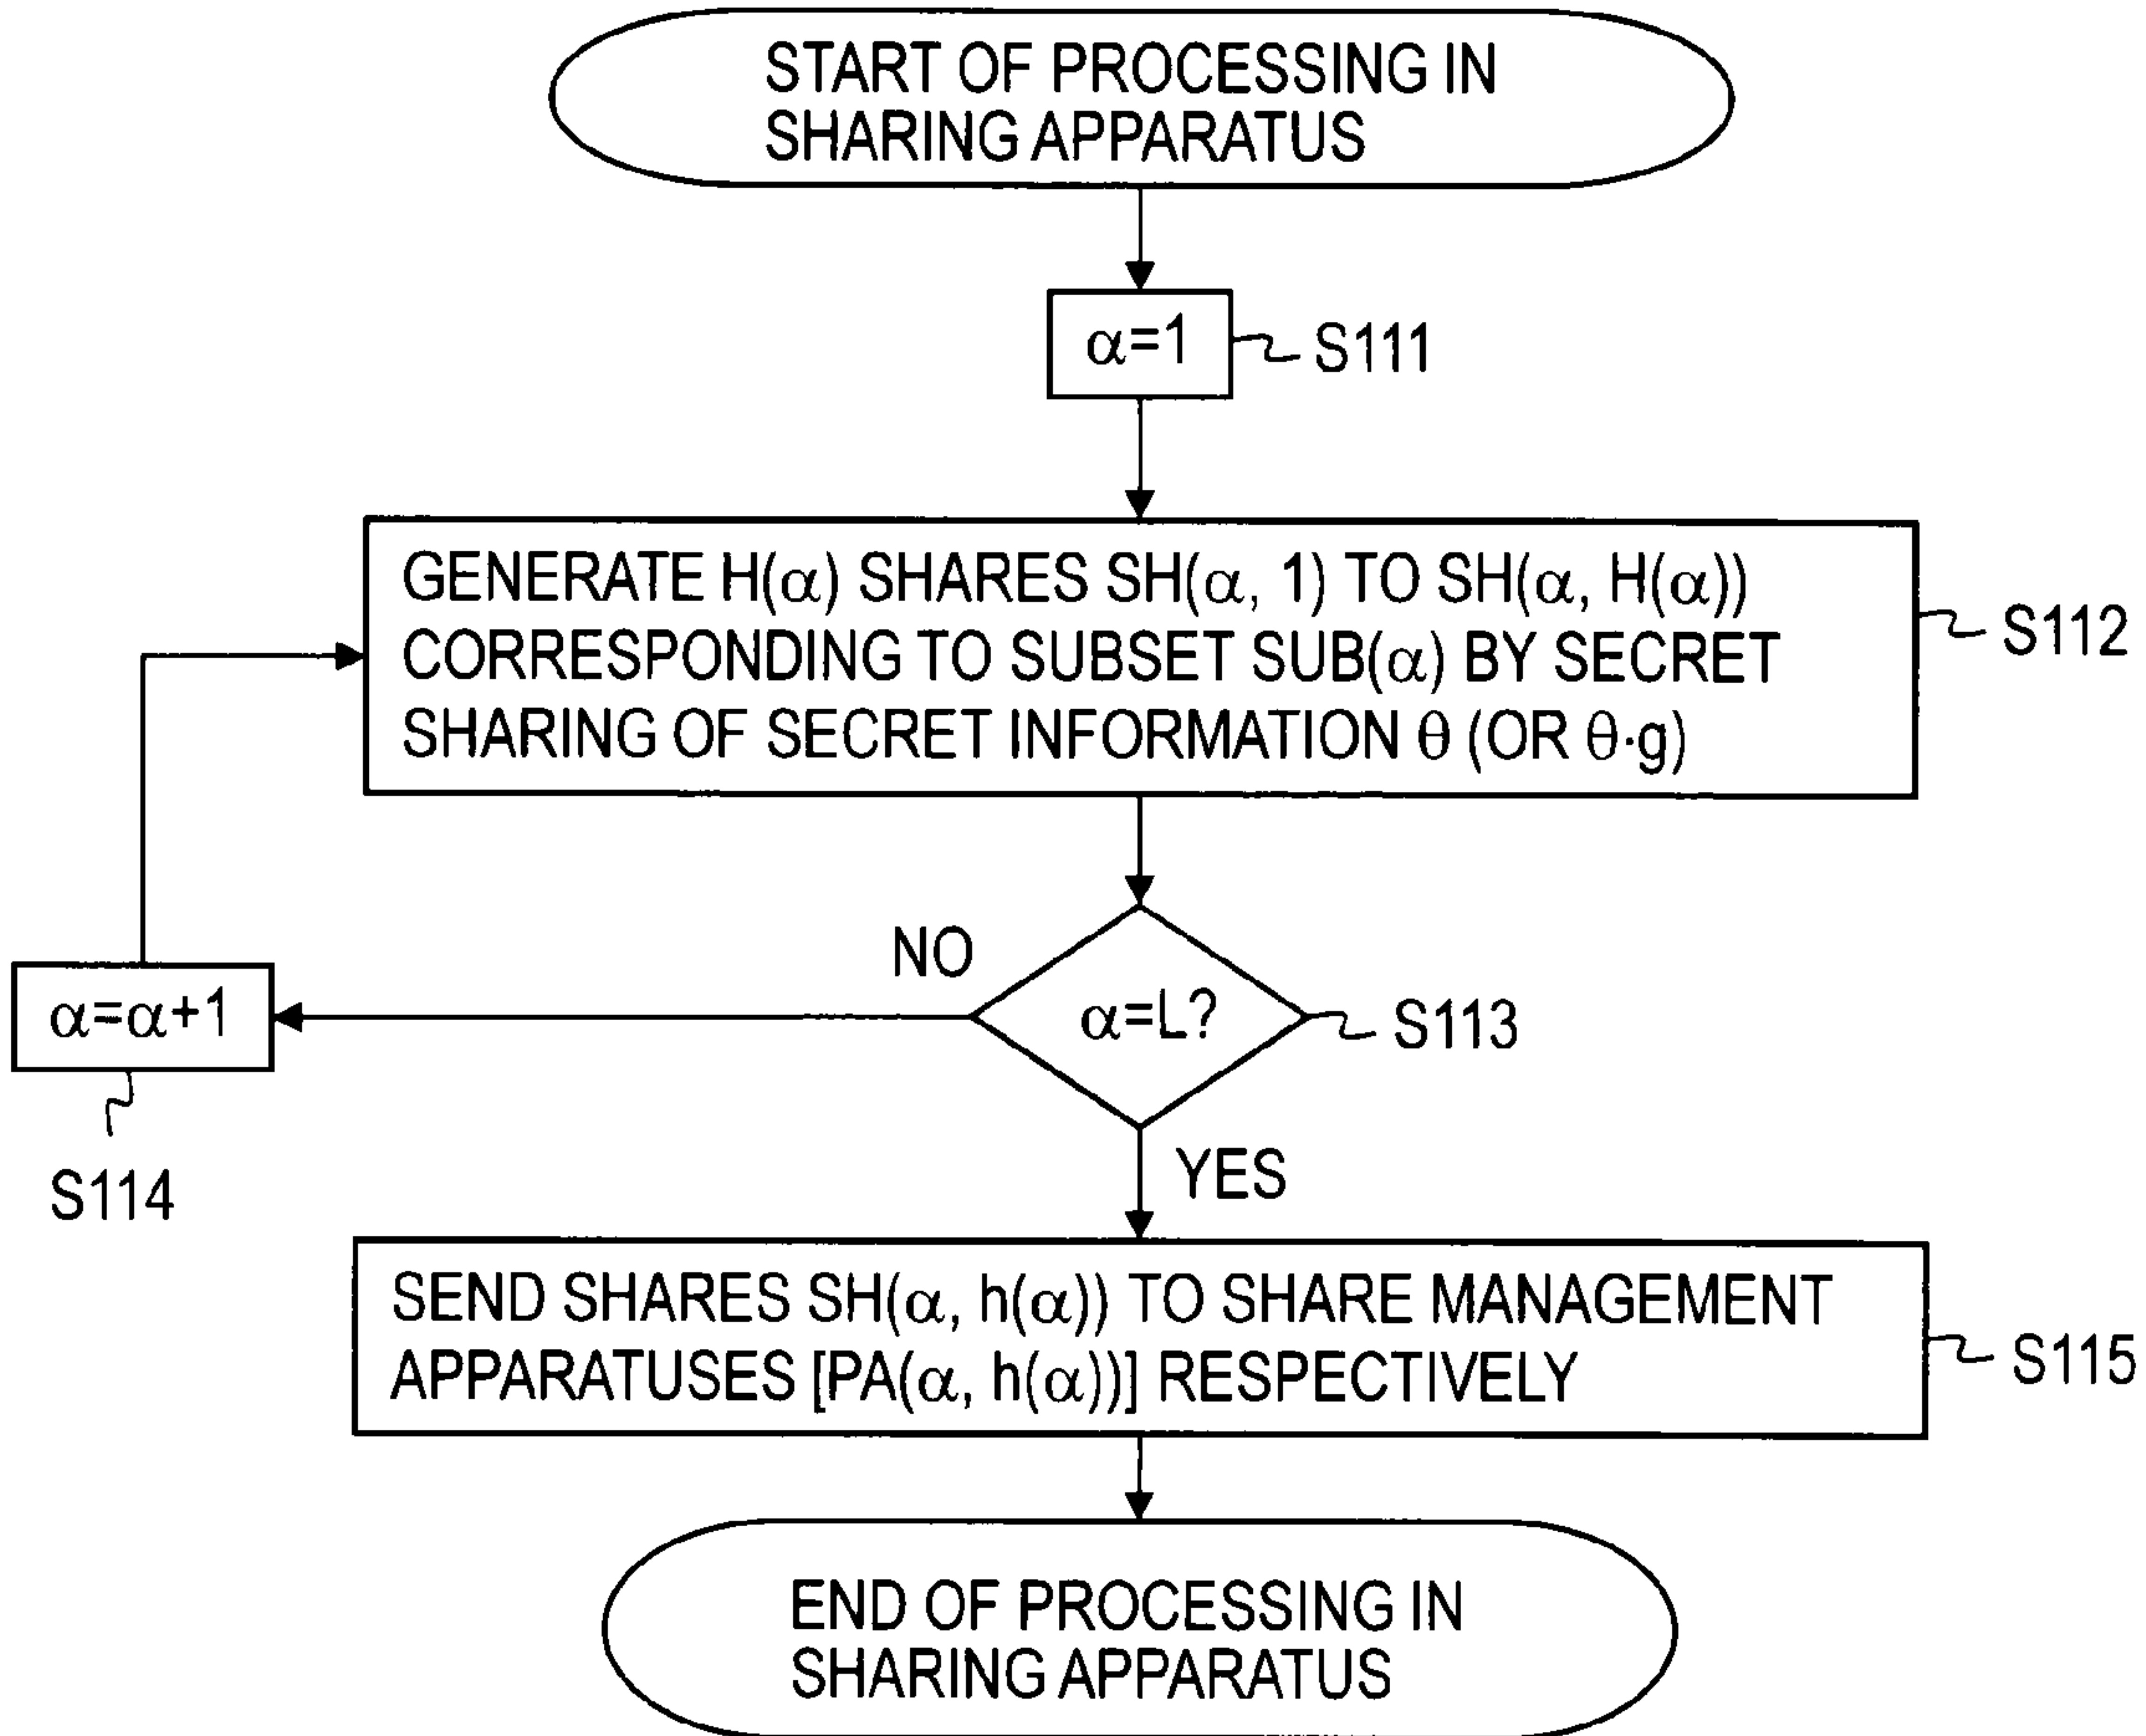 START OF PROCESSING IN
SHARING APPARATUS
α=1
S111
GENERATE H(α) SHARES SH(α, 1) TO SH(α, H(α))
CORRESPONDING TO SUBSET SUB(α) BY SECRET
SHARING OF SECRET INFORMATION θ (OR θ·g)
S112
NO
α=L?
S113
α=α+1
S114
YES
SEND SHARES SH(α, h(α)) TO SHARE MANAGEMENT
APPARATUSES [PA(α, h(α))] RESPECTIVELY
S115
END OF PROCESSING IN
SHARING APPARATUS